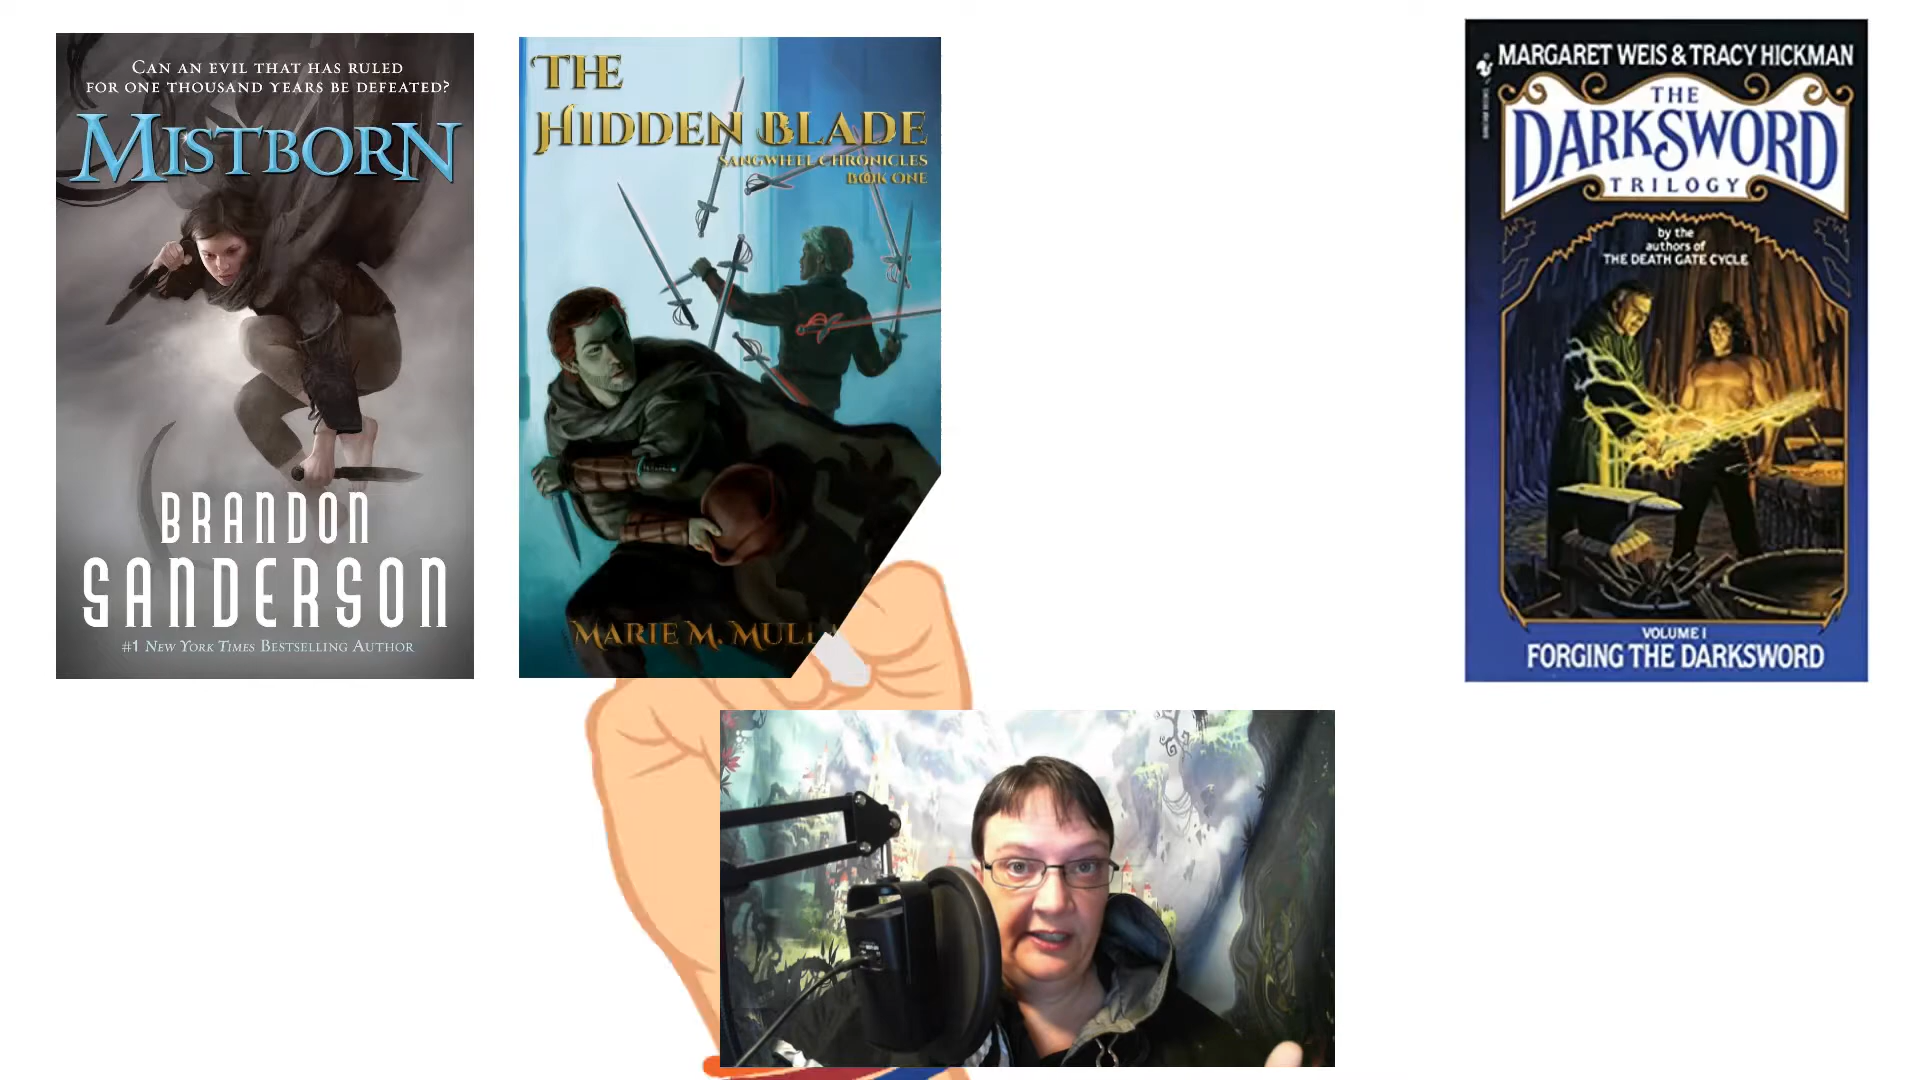 CAN AN EVIL THAT HAS RULED
FOR ONE THOUSAND YEARS BE DEFEATED?
MISTBORN
BRANDON
SANDERSON
#1 NEW YORK TIMES BESTSELLING AUTHOR
THE
HIDDEN BLADE
SANGWHEEL CHRONICLES
BOOK ONE
MARIE M. MULL
MARGARET WEIS & TRACY HICKMAN
THE
DARKSWORD
TRILOGY
by the
authors of
THE DEATH GATE CYCLE
VOLUME I
FORGING THE DARKSWORD